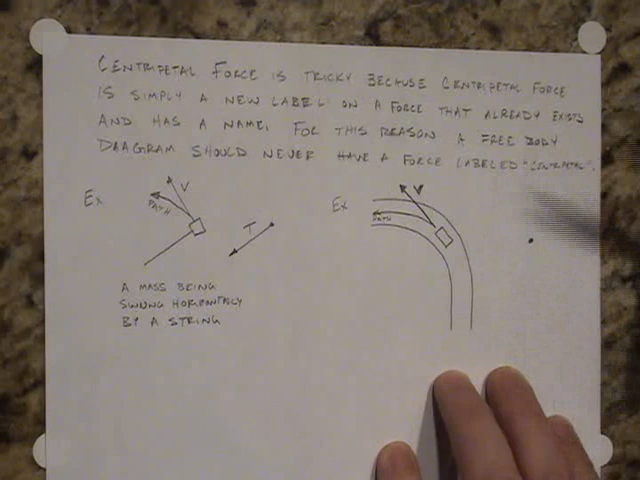 CENTRIPETAL FORCE IS TRICKY BECAUSE CENTRIPETAL FORCE
IS SIMPLY A NEW LABEL ON A FORCE THAT ALREADY EXISTS
AND HAS A NAME. FOR THIS REASON A FREE BODY
DAAGRAM SHOULD NEVER HAVE A FORCE LABELED "CENTRIPETAL".
Ex
V
PATH
T
A MASS BEING
SWUNG HORIZONTALLY
BY A STRING
Ex
V
PATH